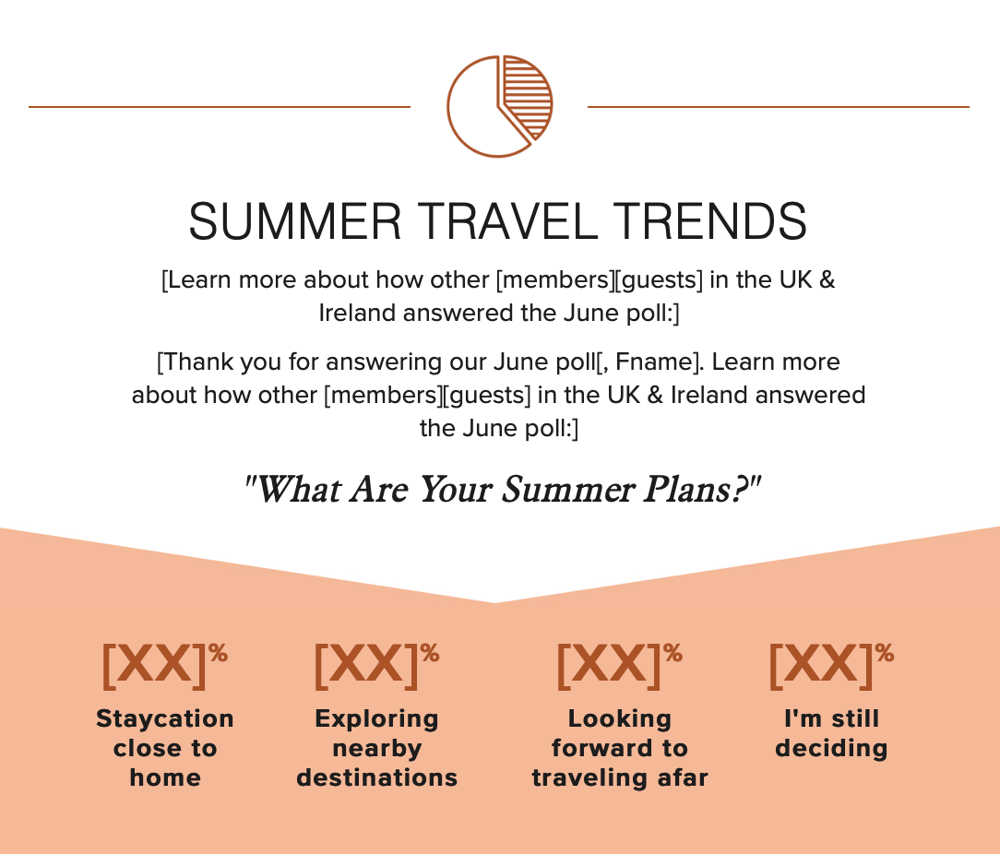 SUMMER TRAVEL TRENDS
[Learn more about how other [members][guests] in the UK &
Ireland answered the June poll:]
[Thank you for answering our June poll[, Fname]. Learn more
about how other [members][guests] in the UK & Ireland answered
the June poll:]
"What Are Your Summer Plans?"
[XX]%
Staycation
close to
home
[XX]%
Exploring
nearby
destinations
[XX]%
Looking
forward to
traveling afar
[XX]%
I'm still
deciding